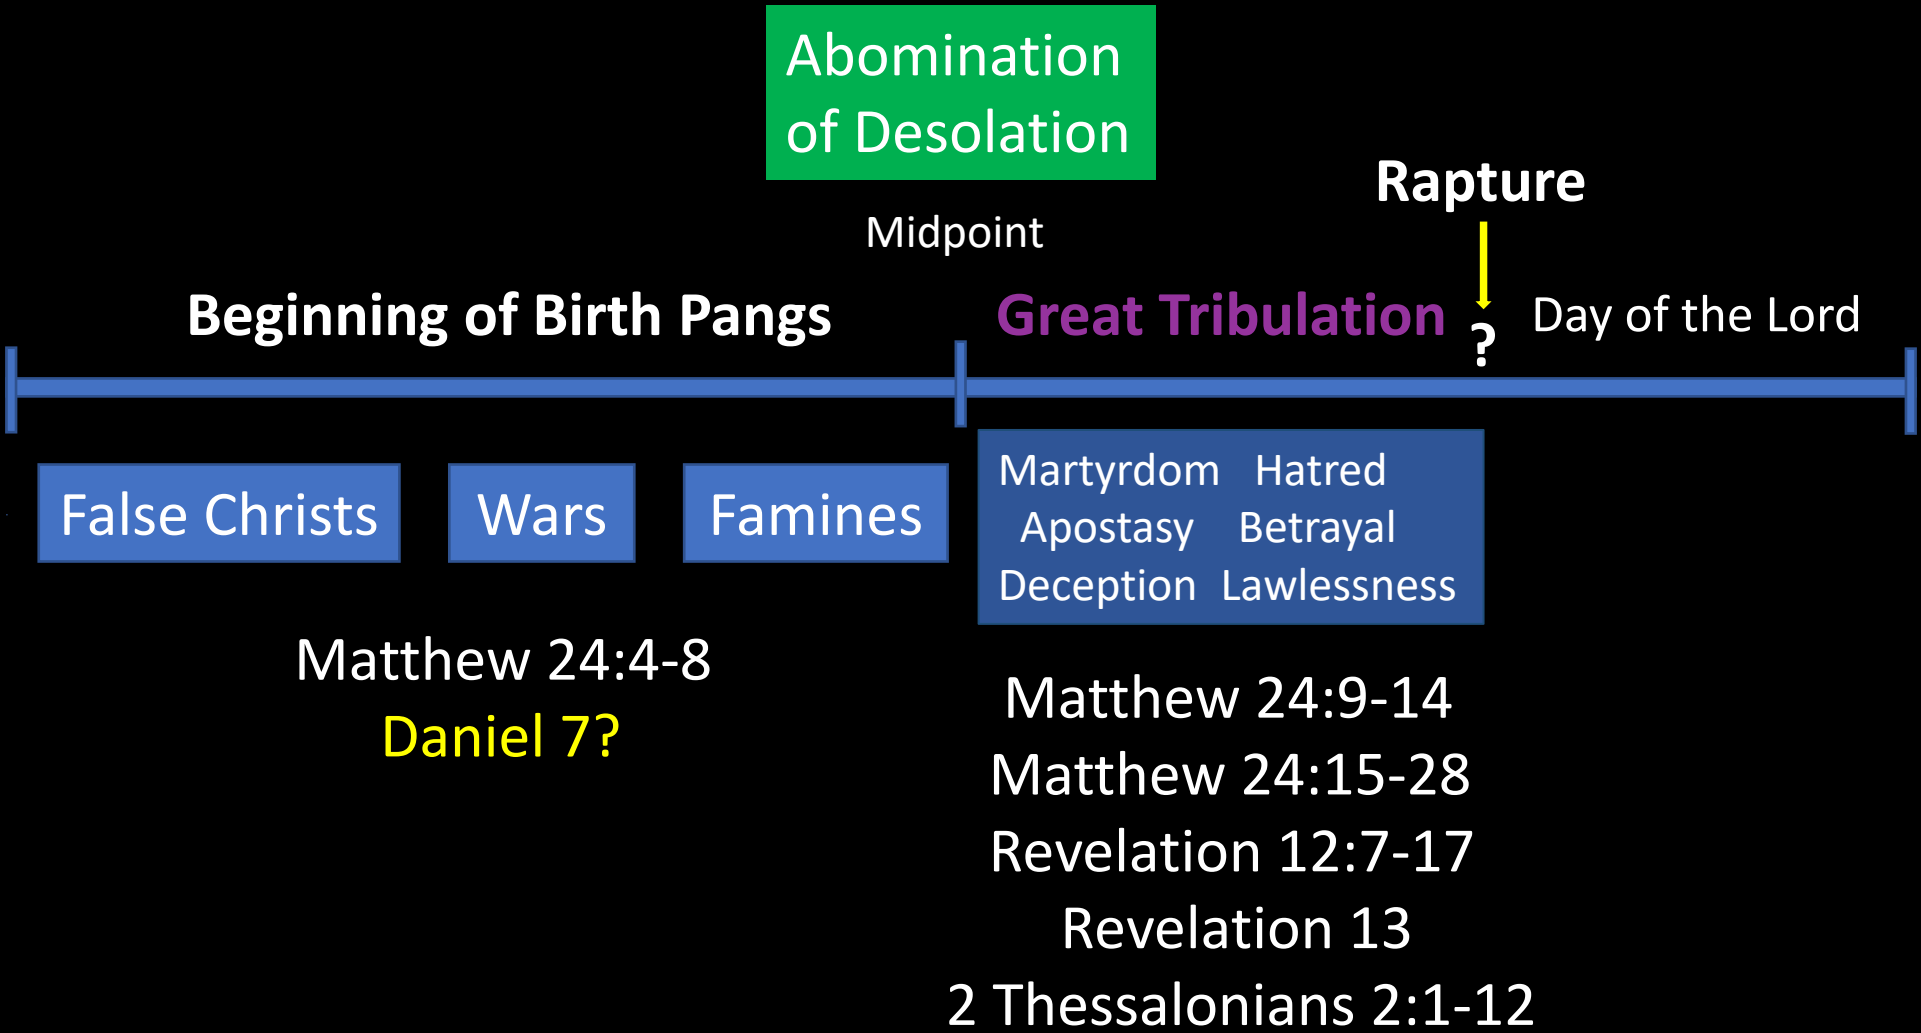 Abomination
of Desolation
Midpoint
Rapture
Beginning of Birth Pangs
Great Tribulation
?
Day of the Lord
False Christs
Wars
Famines
Martyrdom Hatred
Apostasy Betrayal
Deception Lawlessness
Matthew 24:4-8
Daniel 7?
Matthew 24:9-14
Matthew 24:15-28
Revelation 12:7-17
Revelation 13
2 Thessalonians 2:1-12